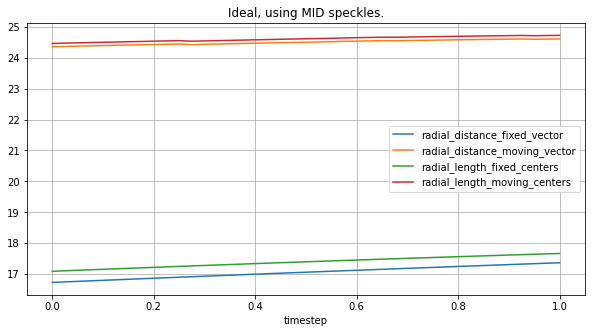 Ideal, using MID speckles.
25
24
23
22
21
20
19
18
17
radial_distance_fixed_vector
radial_distance_moving_vector
radial_length_fixed_centers
radial_length_moving_centers
0.0 0.2 0.4 0.6 0.8 1.0
timestep